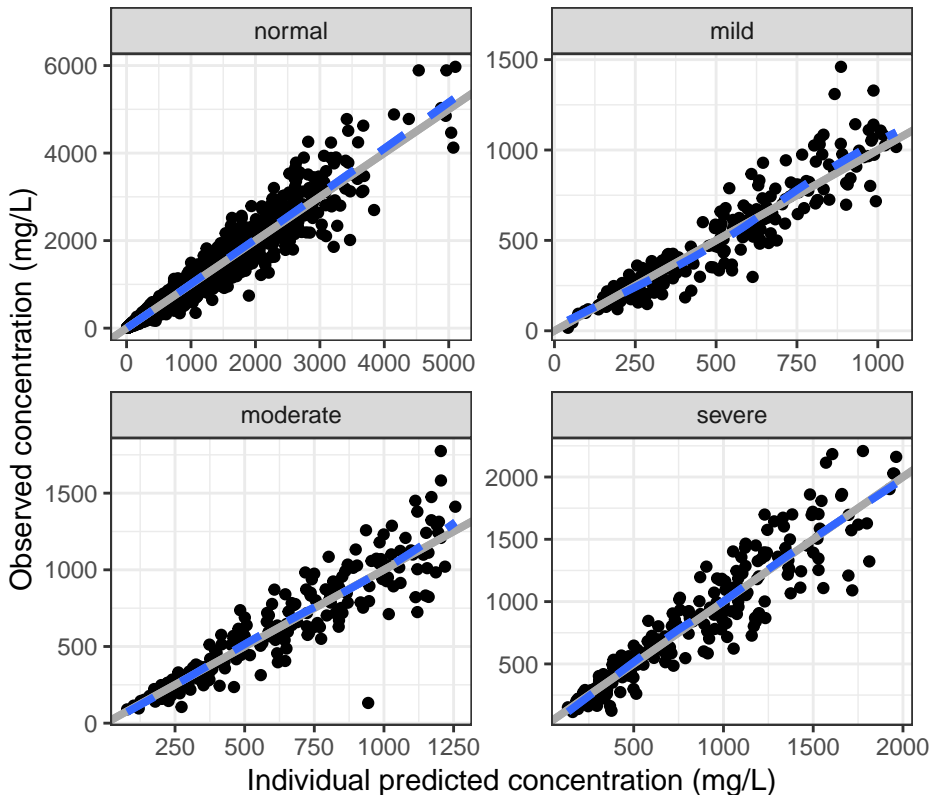 normal
mild
6000
4000
2000
0
1500
1000
500
0
0 1000 2000 3000 4000 5000
0 250 500 750 1000
moderate
severe
1500
1000
500
0
2000
1500
1000
500
250 500 750 1000 1250
500 1000 1500 2000
Observed concentration (mg/L)
Individual predicted concentration (mg/L)